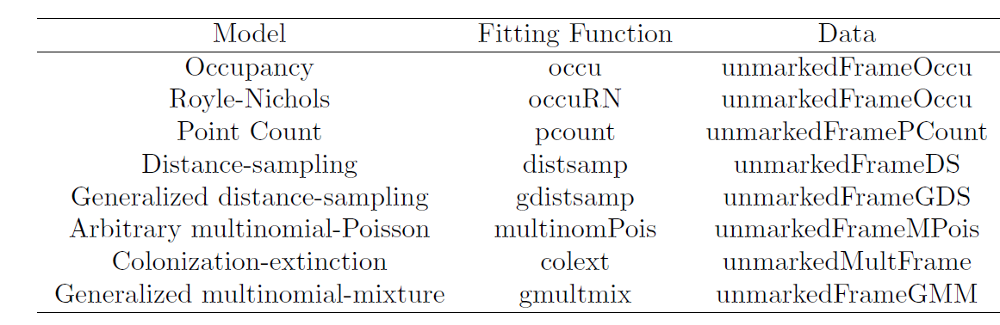 Model Fitting Function Data
Occupancy occu unmarkedFrameOccu
Royle-Nichols occuRN unmarkedFrameOccu
Point Count pcount unmarkedFramePCount
Distance-sampling distsamp unmarkedFrameDS
Generalized distance-sampling gdistsamp unmarkedFrameGDS
Arbitrary multinomial-Poisson multinomPois unmarkedFrameMPois
Colonization-extinction colext unmarkedMultFrame
Generalized multinomial-mixture gmultmix unmarkedFrameGMM